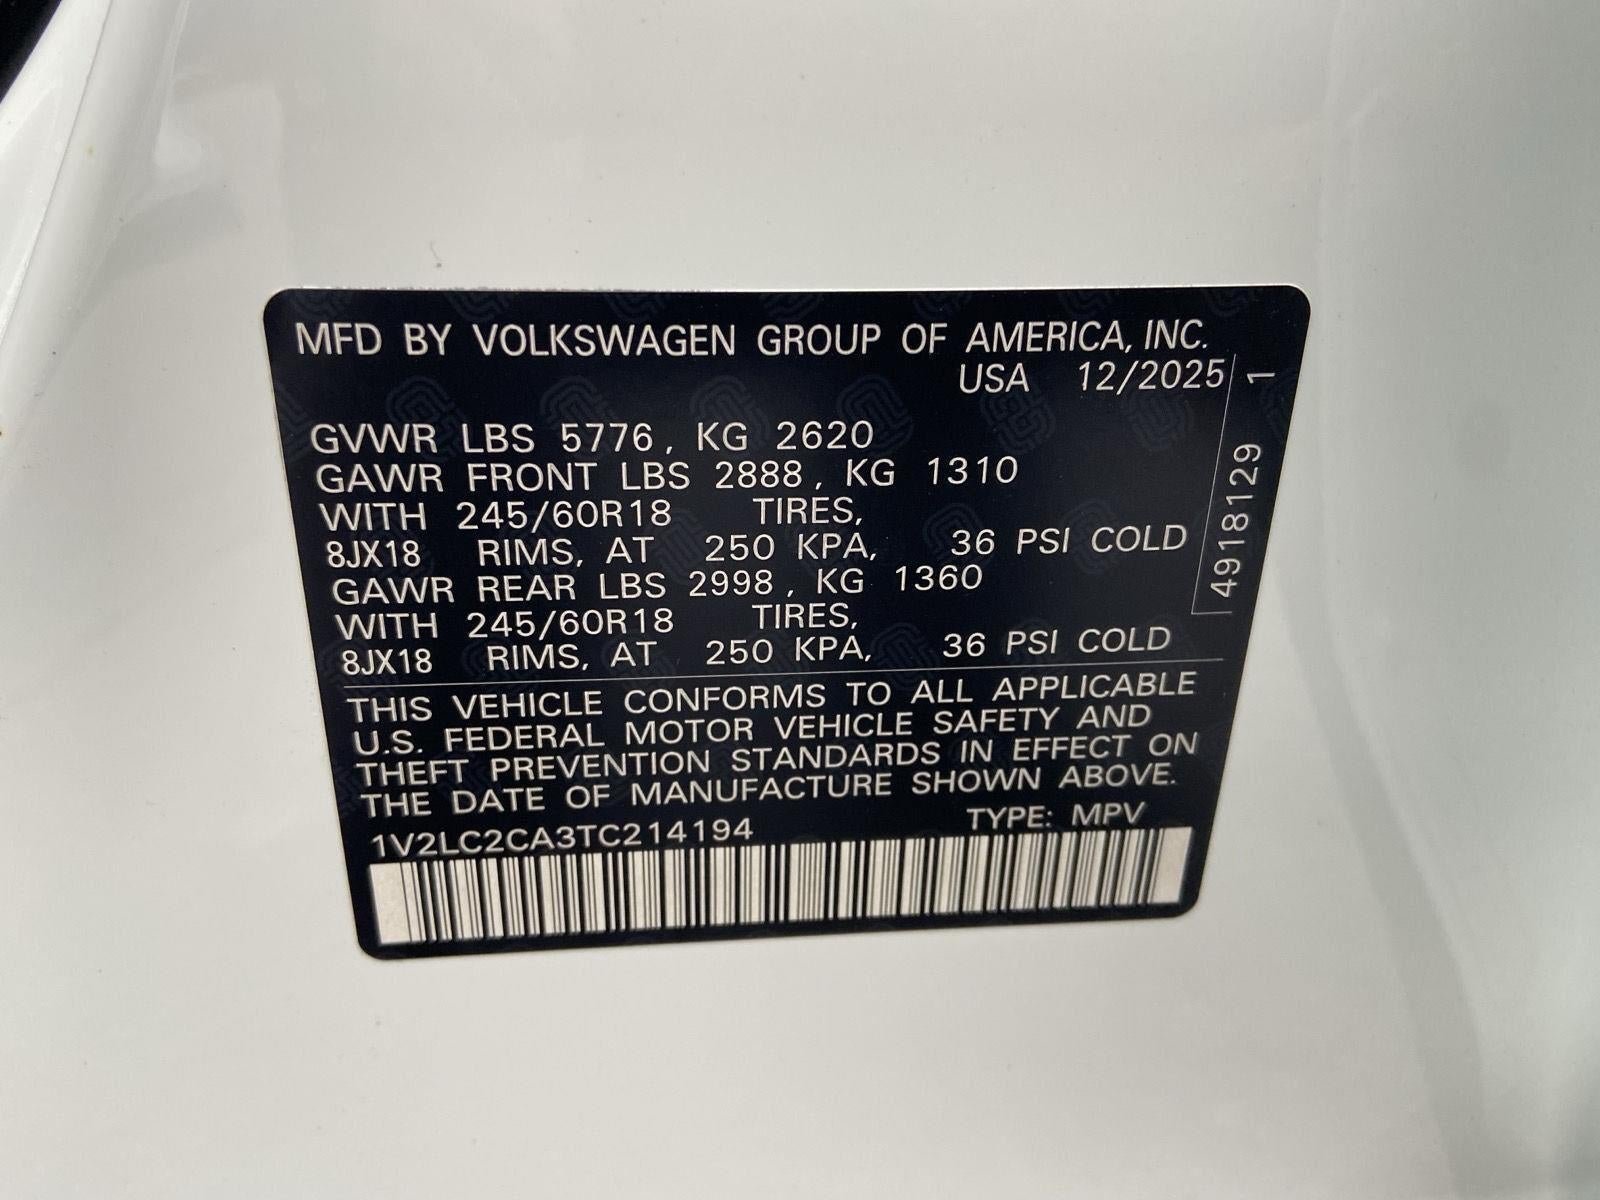 MFD BY VOLKSWAGEN GROUP OF AMERICA, INC.
USA 12/2025
GVWR LBS 5776, KG 2620
GAWR FRONT LBS 2888, KG 1310
WITH 245/60R18 TIRES,
8JX18 RIMS, AT 250 KPA, 36 PSI COLD
GAWR REAR LBS 2998, KG 1360
WITH 245/60R18 TIRES,
8JX18 RIMS, AT 250 KPA, 36 PSI COLD
THIS VEHICLE CONFORMS TO ALL APPLICABLE
U.S. FEDERAL MOTOR VEHICLE SAFETY AND
THEFT PREVENTION STANDARDS IN EFFECT ON
THE DATE OF MANUFACTURE SHOWN ABOVE.
1V2LC2CA3TC214194 TYPE: MPV
4918129 1